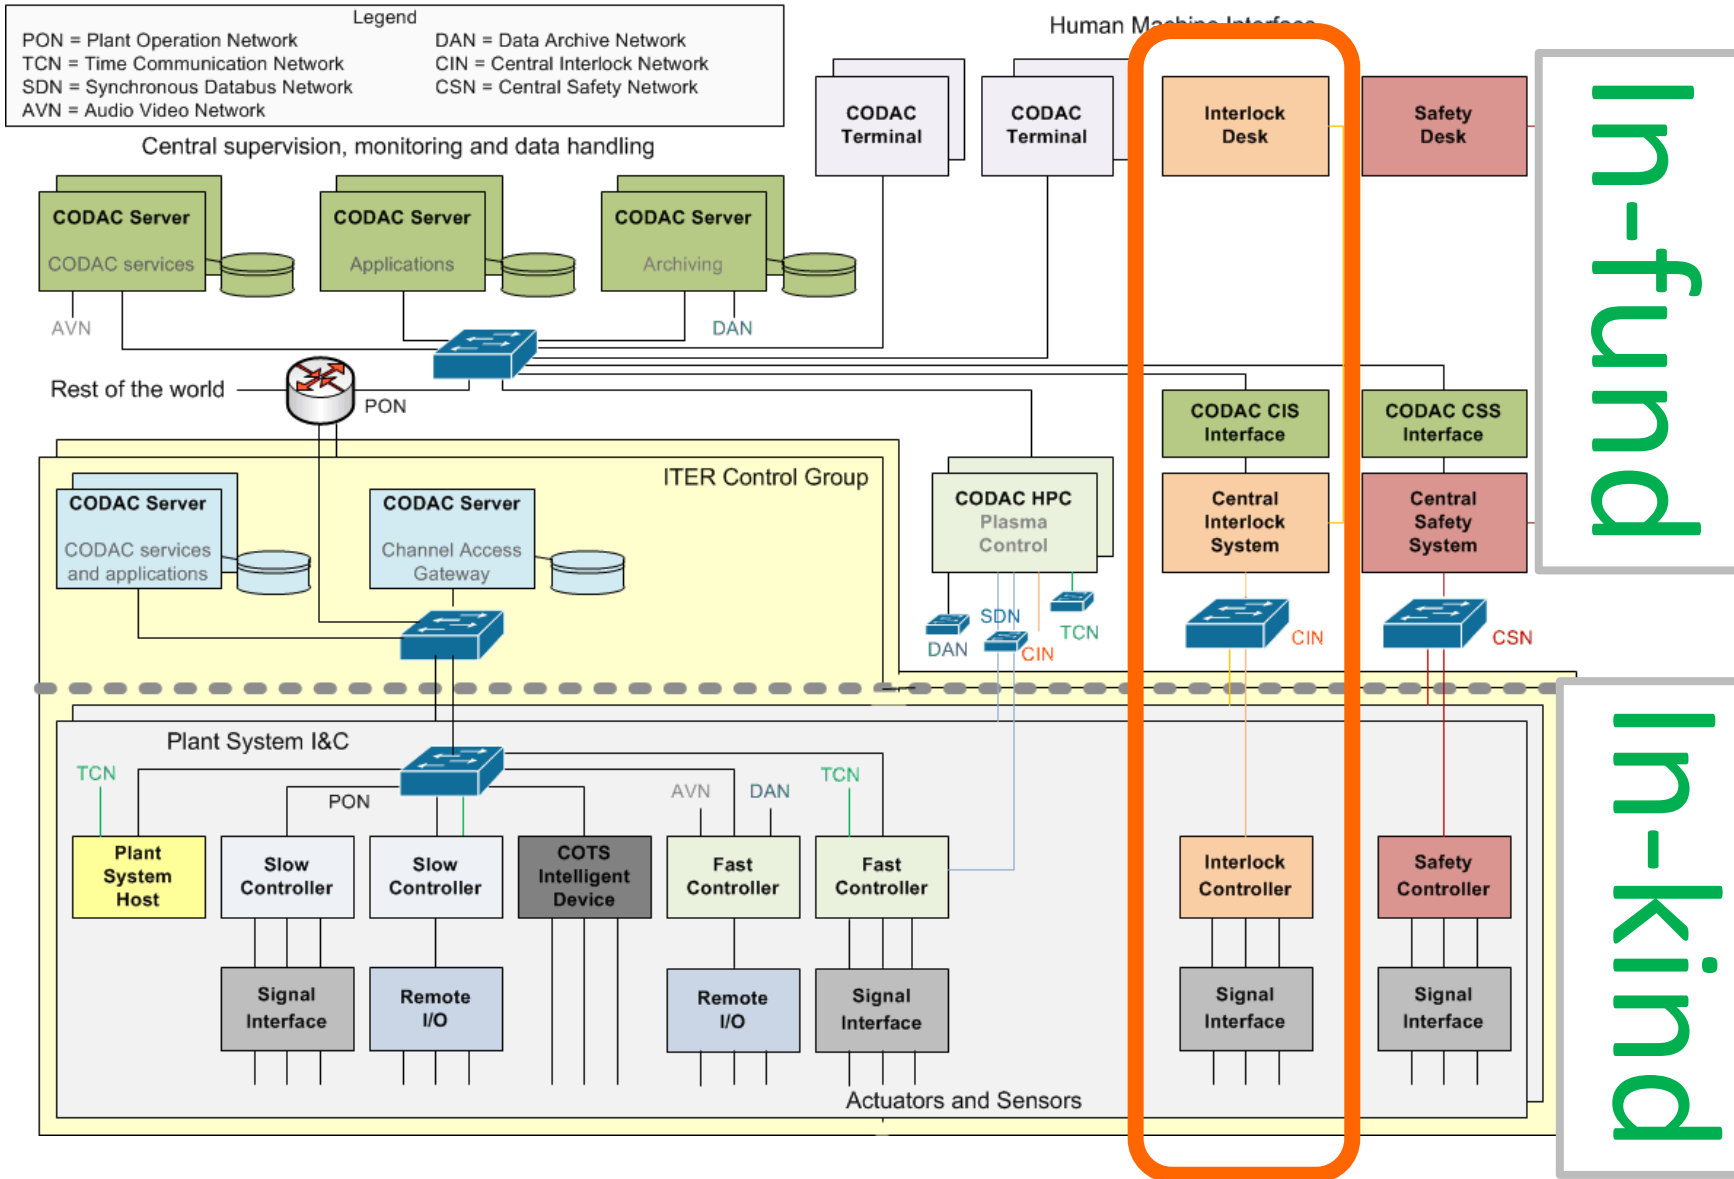 Legend
PON = Plant Operation Network
TCN = Time Communication Network
SDN = Synchronous Databus Network
AVN = Audio Video Network
DAN = Data Archive Network
CIN = Central Interlock Network
CSN = Central Safety Network
Human Machine Interface
Central supervision, monitoring and data handling
CODAC
Terminal
CODAC
Terminal
Interlock
Desk
Safety
Desk
In-fund
CODAC Server
CODAC services
CODAC Server
Applications
CODAC Server
Archiving
AVN
DAN
Rest of the world
PON
CODAC CIS
Interface
CODAC CSS
Interface
ITER Control Group
CODAC Server
CODAC services
and applications
CODAC Server
Channel Access
Gateway
CODAC HPC
Plasma
Control
Central
Interlock
System
Central
Safety
System
DAN
SDN
CIN
TCN
CIN
CSN
In-kind
Plant System I&C
TCN
PON
AVN
DAN
TCN
Plant
System
Host
Slow
Controller
Slow
Controller
COTS
Intelligent
Device
Fast
Controller
Fast
Controller
Interlock
Controller
Safety
Controller
Signal
Interface
Remote
I/O
Remote
I/O
Signal
Interface
Signal
Interface
Signal
Interface
Actuators and Sensors